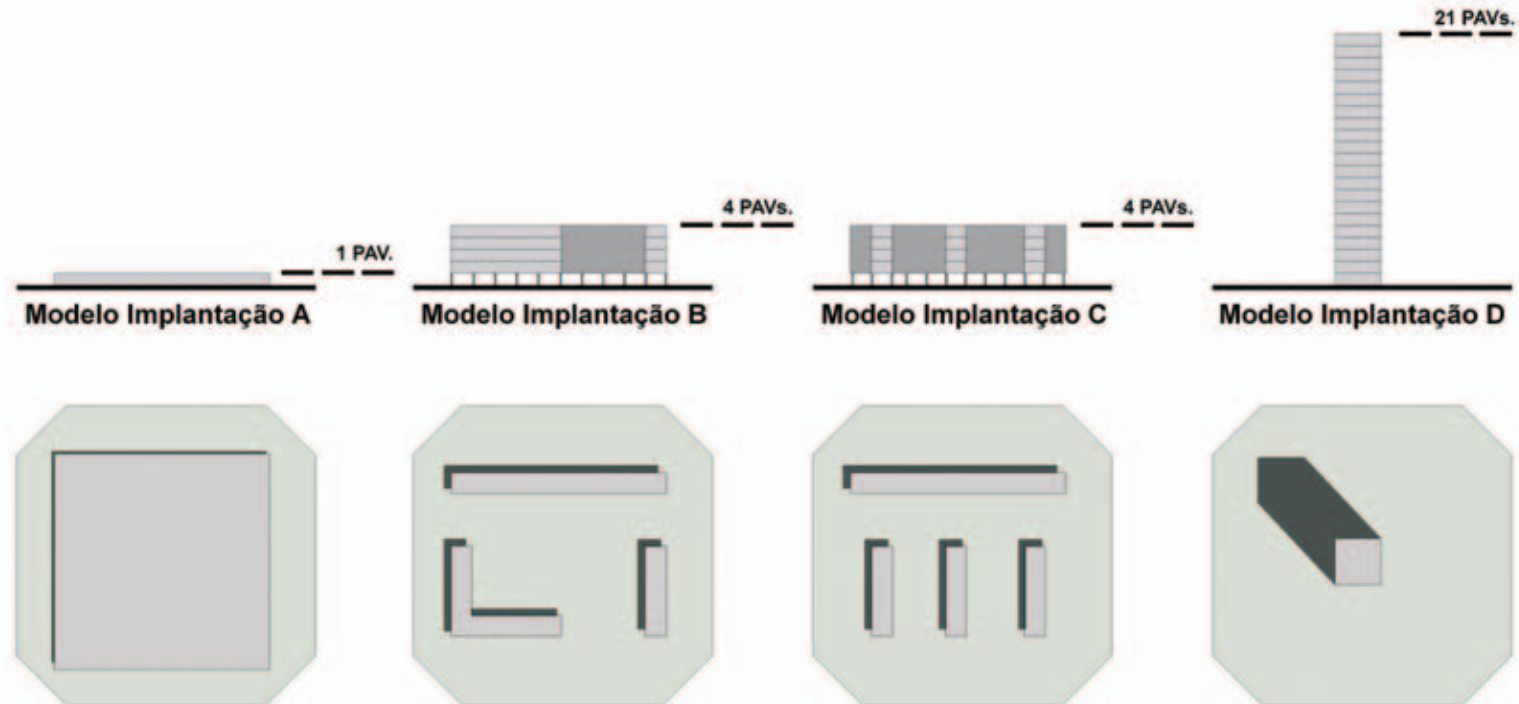 21 PAVs.
4 PAVs.
4 PAVs.
1 PAV.
Modelo Implantação A
Modelo Implantação B
Modelo Implantação C
Modelo Implantação D